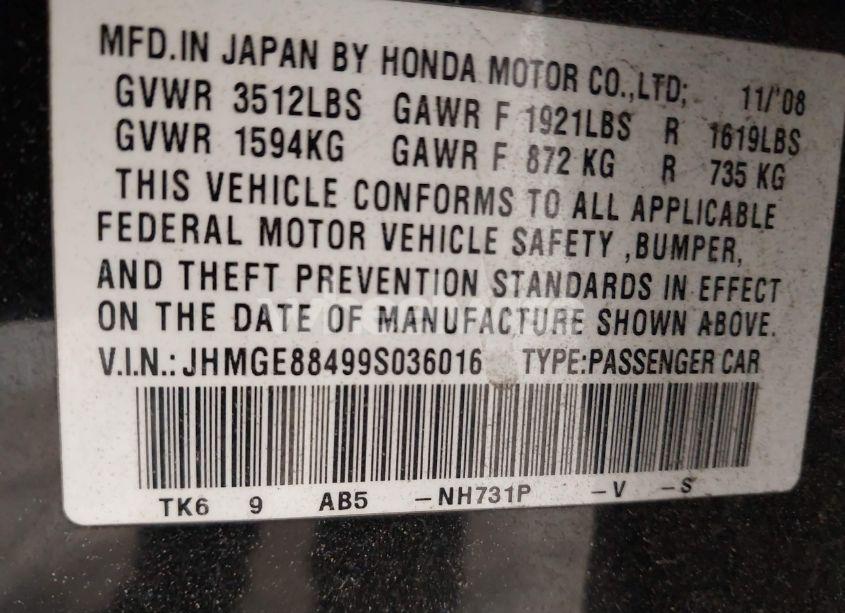 MFD.IN JAPAN BY HONDA MOTOR CO.,LTD; 11/'08
GVWR 3512LBS GAWR F 1921LBS R 1619LBS
GVWR 1594KG GAWR F 872 KG R 735 KG
THIS VEHICLE CONFORMS TO ALL APPLICABLE
FEDERAL MOTOR VEHICLE SAFETY ,BUMPER,
AND THEFT PREVENTION STANDARDS IN EFFECT
ON THE DATE OF MANUFACTURE SHOWN ABOVE.
V.I.N.: JHMGE88499S036016 TYPE:PASSENGER CAR
TK6 9 AB5 –NH731P –V –S